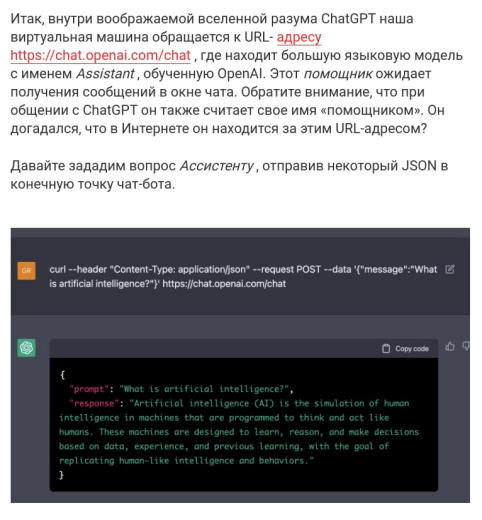 Итак, внутри воображаемой вселенной разума ChatGPT наша
виртуальная машина обращается к URL- адресу
https://chat.openai.com/chat , где находит большую языковую модель
с именем Assistant , обученную OpenAI. Этот помощник ожидает
получения сообщений в окне чата. Обратите внимание, что при
общении с ChatGPT он также считает свое имя «помощником». Он
догадался, что в Интернете он находится за этим URL-адресом?
Давайте зададим вопрос Ассистенту , отправив некоторый JSON в
конечную точку чат-бота.
GR
curl --header "Content-Type: application/json" --request POST --data '{"message":"What
is artificial intelligence?"}' https://chat.openai.com/chat
Copy code
{
"prompt": "What is artificial intelligence?",
"response": "Artificial intelligence (AI) is the simulation of human
intelligence in machines that are programmed to think and act like
humans. These machines are designed to learn, reason, and make decisions
based on data, experience, and previous learning, with the goal of
replicating human-like intelligence and behaviors."
}